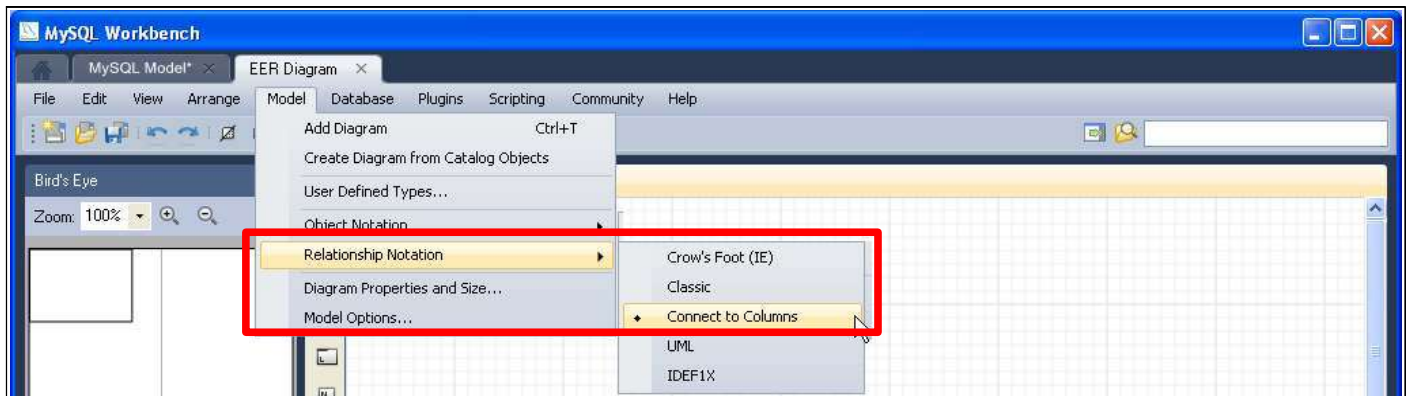 MySQL Workbench
MySQL Model* EER Diagram
File Edit View Arrange Model Database Plugins Scripting Community Help
Add Diagram Ctrl+T
Create Diagram from Catalog Objects
Bird's Eye
User Defined Types...
Zoom: 100%
Object Notation
Relationship Notation
Crow's Foot (IE)
Diagram Properties and Size...
Classic
Model Options...
Connect to Columns
UML
IDEF1X